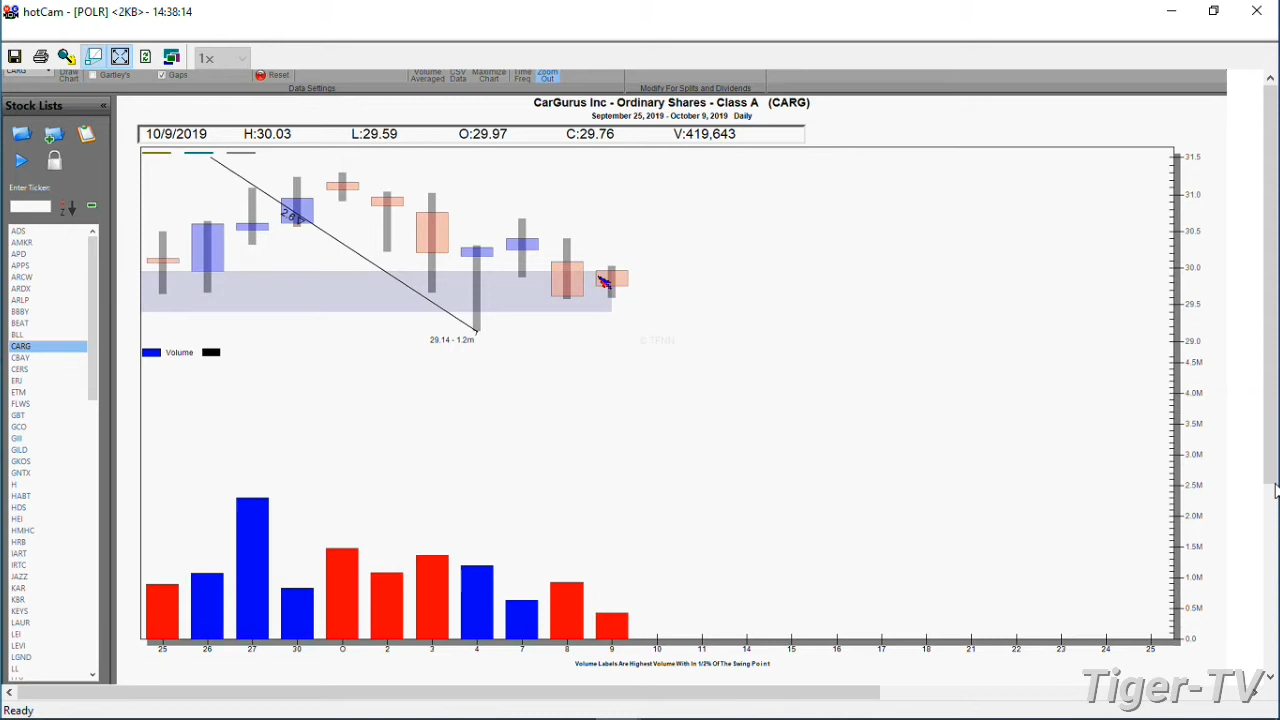 hotCam - [POLR] <2KB> - 14:38:14
1x
CARG Draw Chart Gartley's Gaps Reset Volume Averaged CSV Data Maximize Chart Time Freq Zoom Out
Data Settings Modify For Splits and Dividends
Stock Lists «
CarGurus Inc - Ordinary Shares - Class A (CARG)
September 25, 2019 - October 9, 2019 Daily
10/9/2019 H:30.03 L:29.59 O:29.97 C:29.76 V:419,643
Enter Ticker:
ADS
AMKR
APD
APPS
ARCW
ARDX
ARLP
BBBY
BEAT
BLL
CARG
CBAY
CERS
ERJ
ETM
FLWS
GBT
GCO
GIII
GILD
GKOS
GNTX
H
HABT
HDS
HEI
HMHC
HRB
IART
IRTC
JAZZ
KAR
KBR
KEYS
LAUR
LEI
LEVI
LGND
LL
31.5
31.0
30.5
30.0
29.5
29.0
29.14 - 1.2m
© TFNN
Volume
4.5M
4.0M
3.5M
3.0M
2.5M
2.0M
1.5M
1.0M
0.5M
0.0
25 26 27 30 O 2 3 4 7 8 9 10 11 14 15 16 17 18 21 22 23 24 25
Volume Labels Are Highest Volume With In 1/2% Of The Swing Point
Tiger-TV
Ready